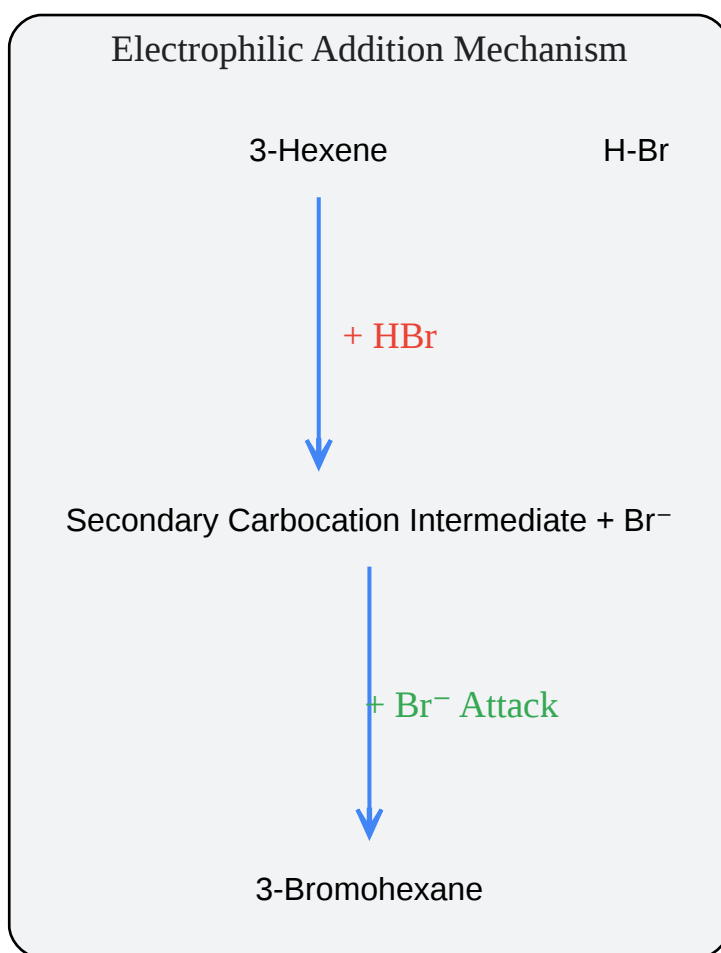 Electrophilic Addition Mechanism
3-Hexene H-Br
+ HBr
Secondary Carbocation Intermediate + Br⁻
+ Br⁻ Attack
3-Bromohexane